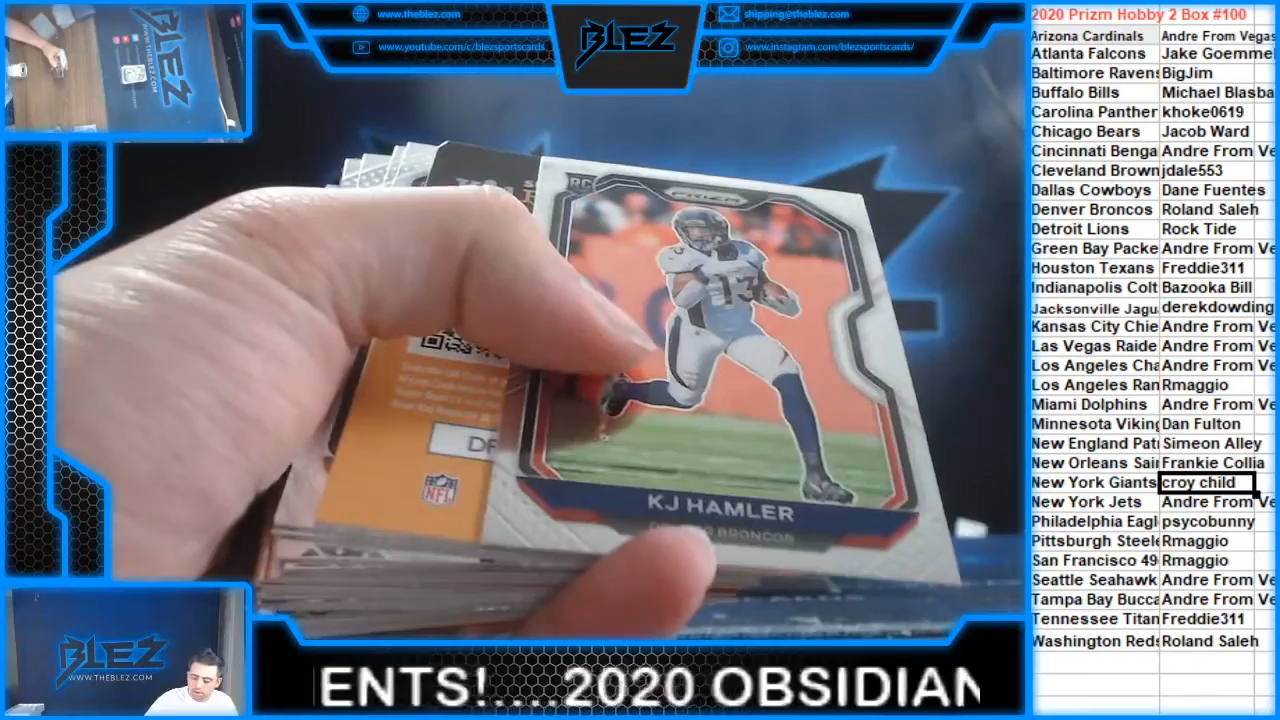 www.theblez.com
www.youtube.com/c/blezsportscards
BLEZ
shipping@theblez.com
www.instagram.com/blezsportscards/
BLEZ
RC
PRIZM
13
DE
NFL
KJ HAMLER
BRONCOS
BLEZ
WWW.THEBLEZ.COM
ENTS!....2020 OBSIDIAN
2020 Prizm Hobby 2 Box #100
Arizona Cardinals Andre From Vegas
Atlanta Falcons Jake Goemme
Baltimore Ravens BigJim
Buffalo Bills Michael Blasba
Carolina Panther khoke0619
Chicago Bears Jacob Ward
Cincinnati Benga Andre From Ve
Cleveland Brown jdale553
Dallas Cowboys Dane Fuentes
Denver Broncos Roland Saleh
Detroit Lions Rock Tide
Green Bay Packe Andre From Ve
Houston Texans Freddie311
Indianapolis Colt Bazooka Bill
Jacksonville Jagu derekdowding
Kansas City Chie Andre From Ve
Las Vegas Raide Andre From Ve
Los Angeles Cha Andre From Ve
Los Angeles Ran Rmaggio
Miami Dolphins Andre From Ve
Minnesota Viking Dan Fulton
New England Pat Simeon Alley
New Orleans Sai Frankie Collia
New York Giants croy child
New York Jets Andre From Ve
Philadelphia Eagl psycobunny
Pittsburgh Steele Rmaggio
San Francisco 49 Rmaggio
Seattle Seahawk Andre From Ve
Tampa Bay Bucca Andre From Ve
Tennessee Titan Freddie311
Washington Reds Roland Saleh